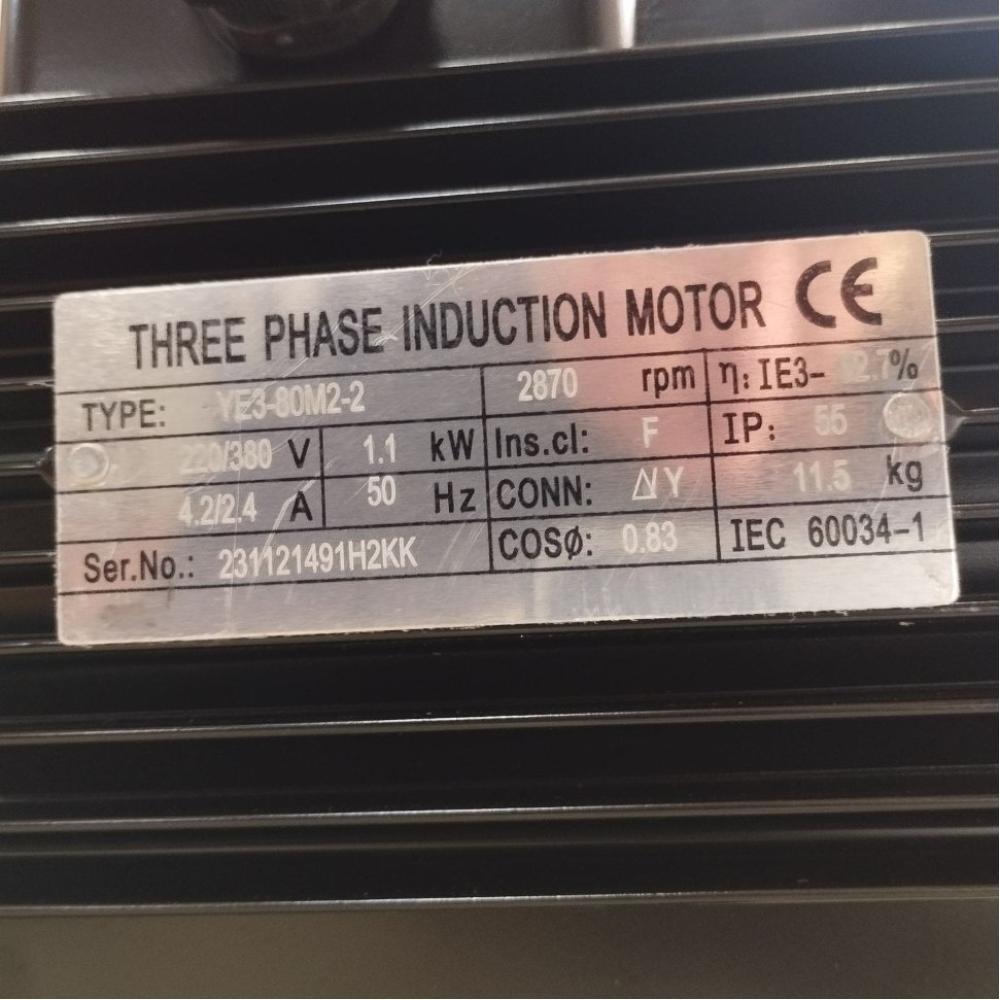 THREE PHASE INDUCTION MOTOR CE
TYPE: YE3-80M2-2 2870 rpm η: IE3- %
220/380 V 1.1 kW Ins.cl: F IP: 55
4.2/2.4 A 50 Hz CONN: Δ/Y 11.5 kg
Ser.No.: 231121491H2KK COSØ: 0.83 IEC 60034-1